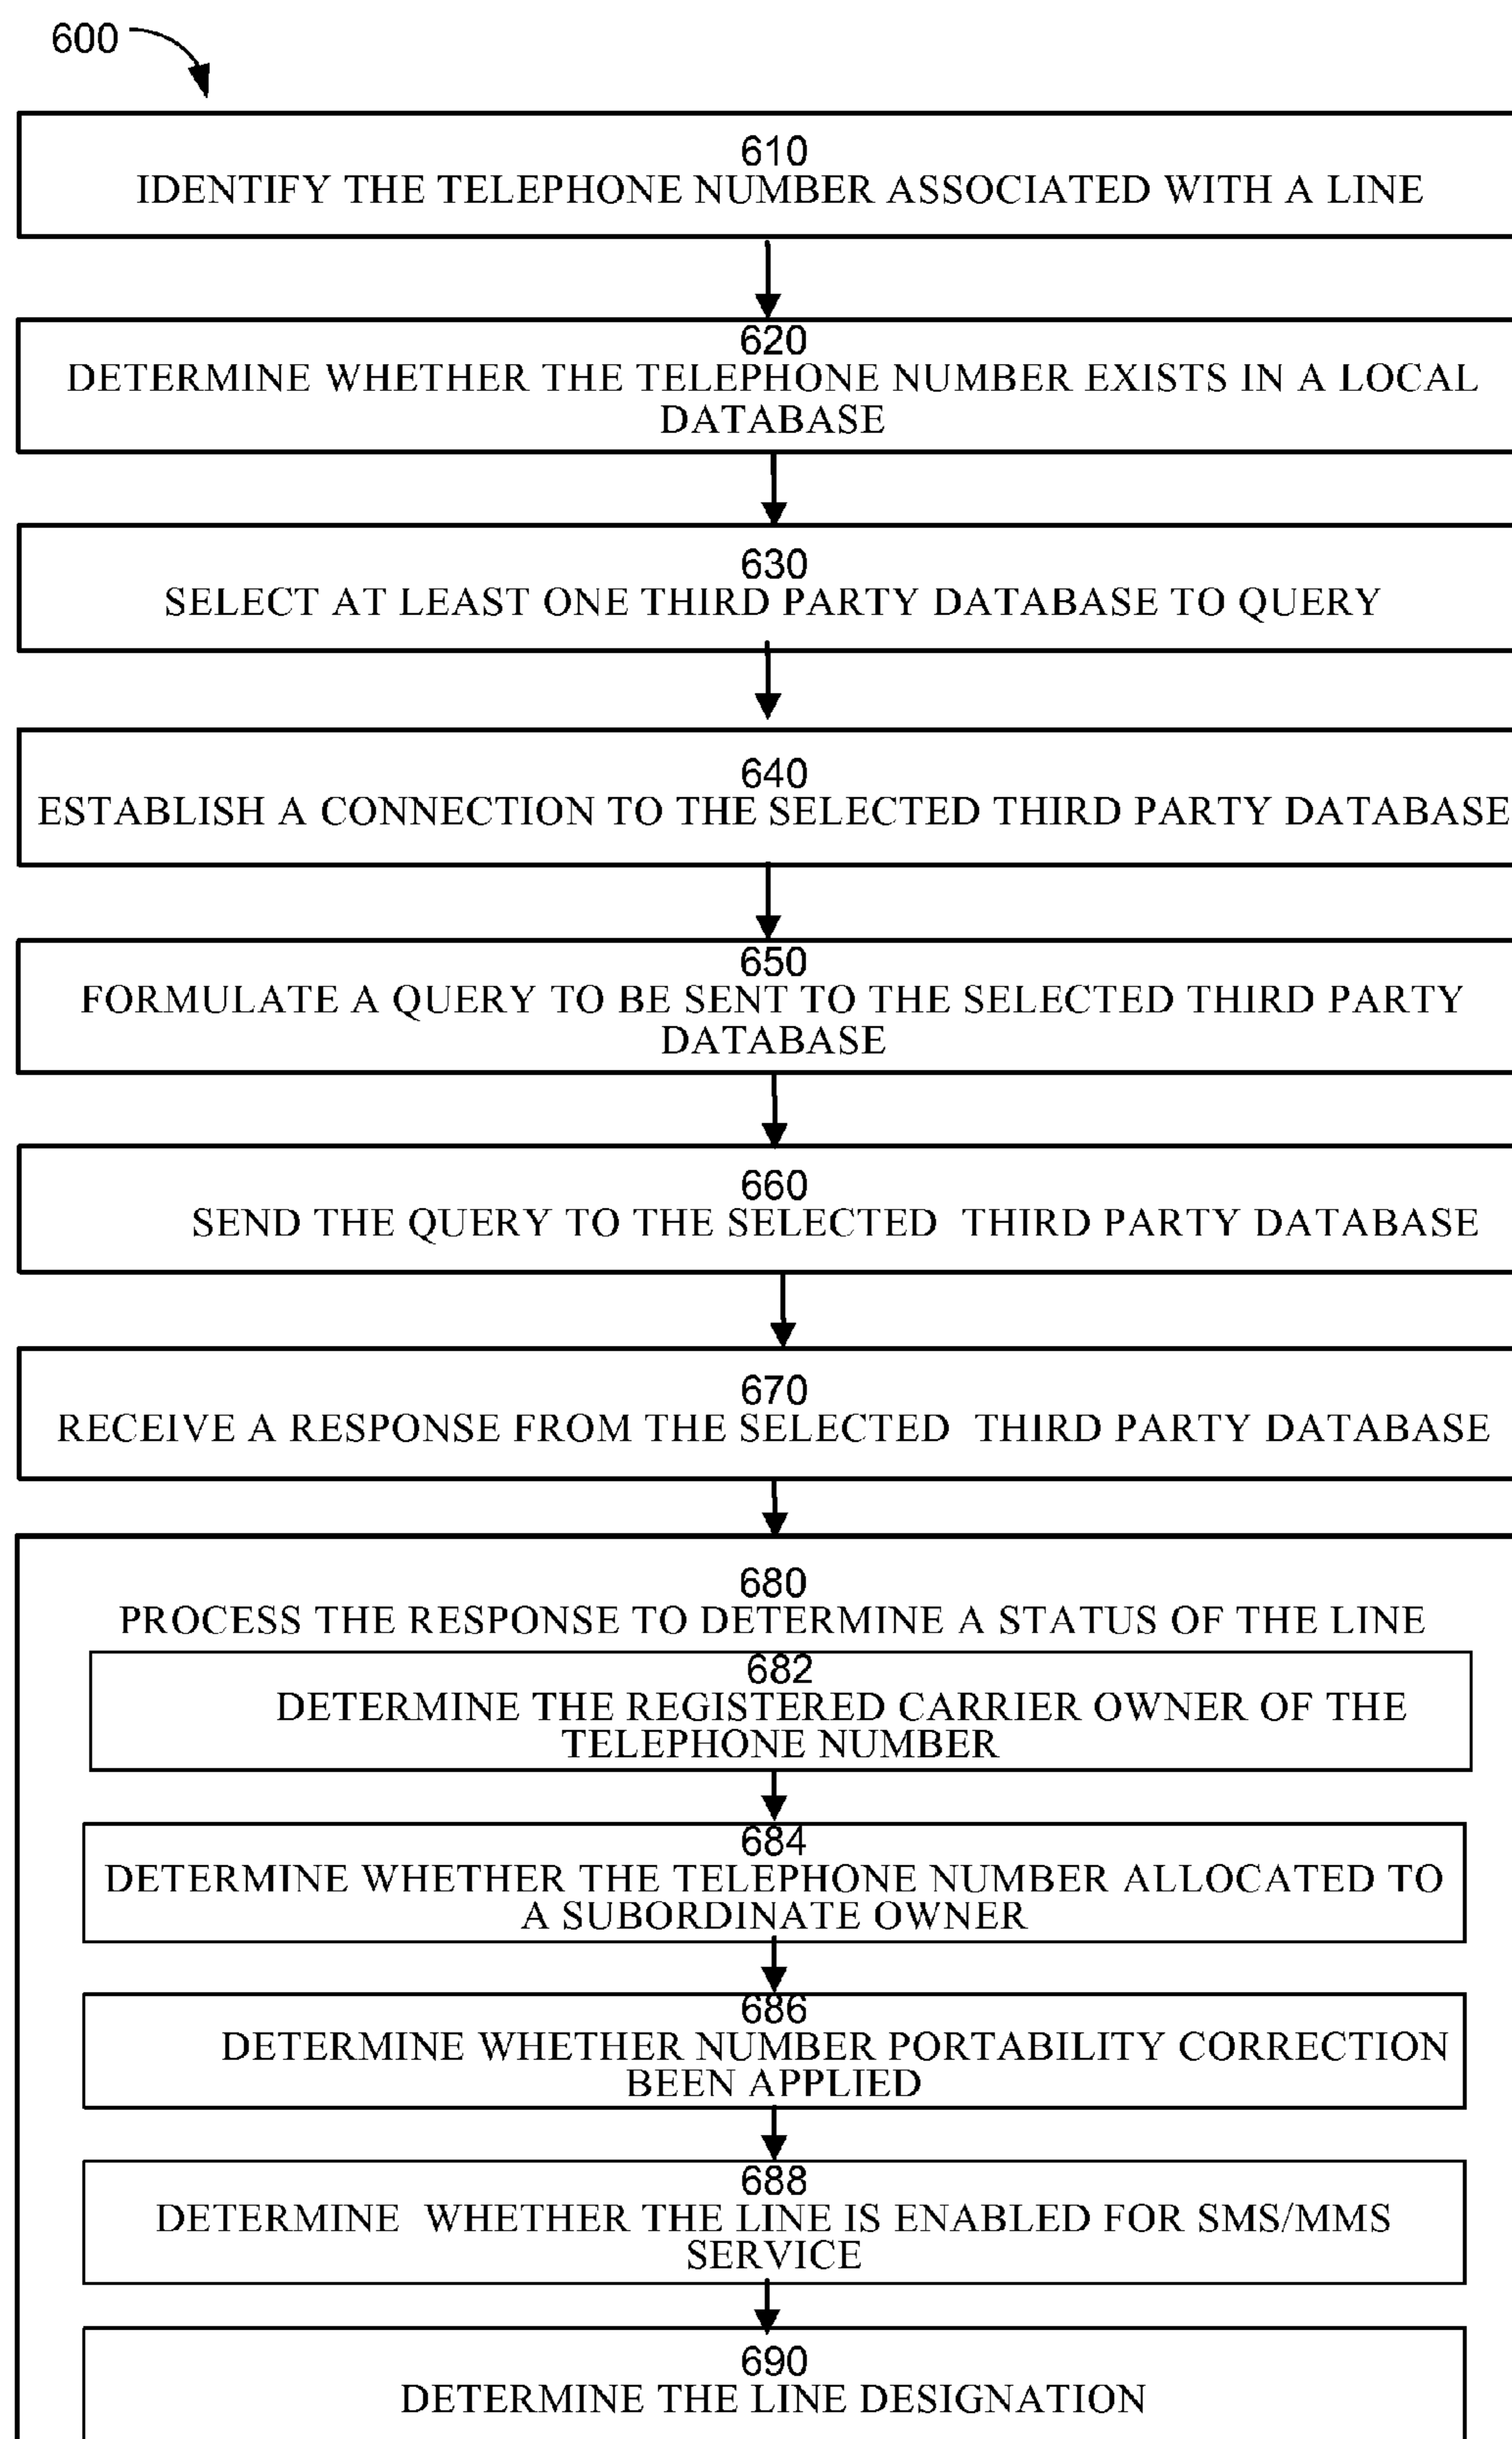 600
610
IDENTIFY THE TELEPHONE NUMBER ASSOCIATED WITH A LINE
620
DETERMINE WHETHER THE TELEPHONE NUMBER EXISTS IN A LOCAL
DATABASE
630
SELECT AT LEAST ONE THIRD PARTY DATABASE TO QUERY
640
ESTABLISH A CONNECTION TO THE SELECTED THIRD PARTY DATABASE
650
FORMULATE A QUERY TO BE SENT TO THE SELECTED THIRD PARTY
DATABASE
660
SEND THE QUERY TO THE SELECTED THIRD PARTY DATABASE
670
RECEIVE A RESPONSE FROM THE SELECTED THIRD PARTY DATABASE
680
PROCESS THE RESPONSE TO DETERMINE A STATUS OF THE LINE
682
DETERMINE THE REGISTERED CARRIER OWNER OF THE
TELEPHONE NUMBER
684
DETERMINE WHETHER THE TELEPHONE NUMBER ALLOCATED TO
A SUBORDINATE OWNER
686
DETERMINE WHETHER NUMBER PORTABILITY CORRECTION
BEEN APPLIED
688
DETERMINE WHETHER THE LINE IS ENABLED FOR SMS/MMS
SERVICE
690
DETERMINE THE LINE DESIGNATION